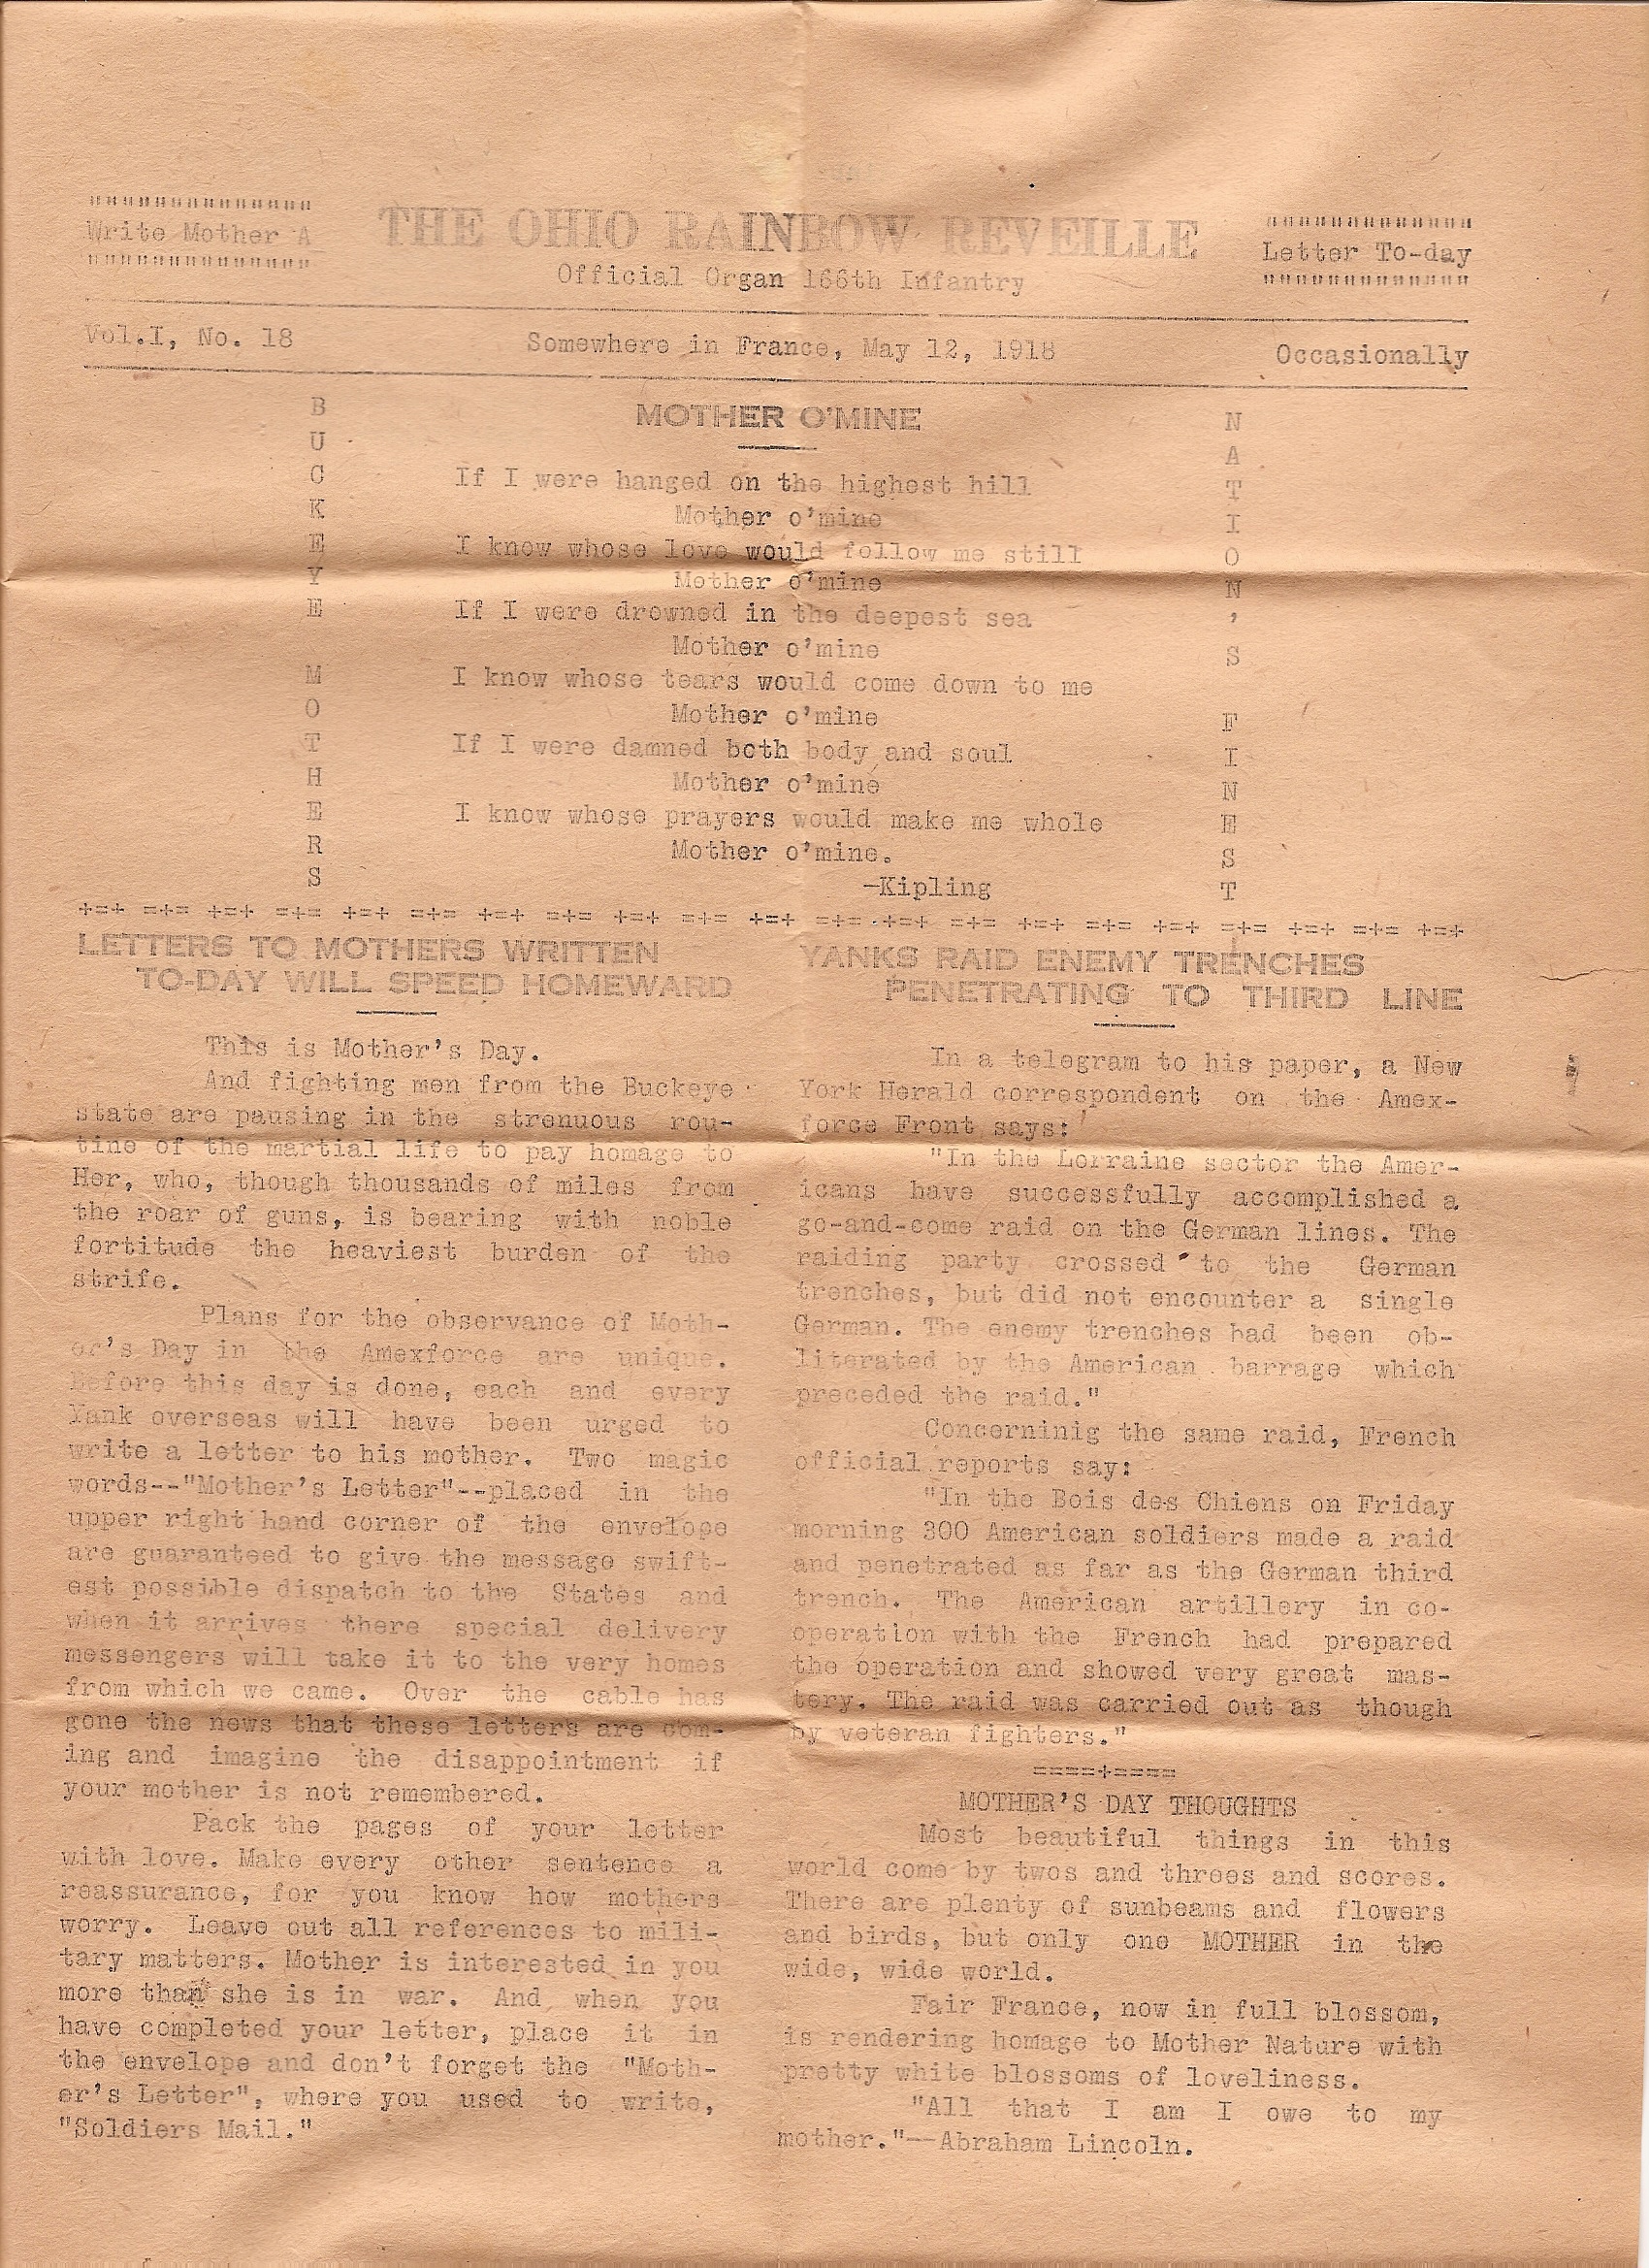 """"""""""""""
Write Mother A
""""""""""""""
THE OHIO RAINBOW REVEILLE
Official Organ 166th Infantry
""""""""""""""
Letter To-day
""""""""""""""
Vol.I, No. 18
Somewhere in France, May 12, 1918
Occasionally
BUCKEYE MOTHERS
MOTHER O'MINE
If I were hanged on the highest hill
Mother o'mine
I know whose love would follow me still
Mother o'mine
If I were drowned in the deepest sea
Mother o'mine
I know whose tears would come down to me
Mother o'mine
If I were damned both body and soul
Mother o'mine
I know whose prayers would make me whole
Mother o'mine.
—Kipling
NATION'S FINEST
+=+ =+= +=+ =+= +=+ =+= +=+ =+= +=+ =+= +=+ =+= +=+ =+= +=+ =+= +=+ =+= +=+ =+= +=+
LETTERS TO MOTHERS WRITTEN
TO-DAY WILL SPEED HOMEWARD
This is Mother's Day.
And fighting men from the Buckeye
state are pausing in the strenuous rou-
tine of the martial life to pay homage to
Her, who, though thousands of miles from
the roar of guns, is bearing with noble
fortitude the heaviest burden of the
strife.
Plans for the observance of Moth-
er's Day in the Amexforce are unique.
Before this day is done, each and every
Yank overseas will have been urged to
write a letter to his mother. Two magic
words--"Mother's Letter"--placed in the
upper right hand corner of the envelope
are guaranteed to give the message swift-
est possible dispatch to the States and
when it arrives there special delivery
messengers will take it to the very homes
from which we came. Over the cable has
gone the news that these letters are com-
ing and imagine the disappointment if
your mother is not remembered.
Pack the pages of your letter
with love. Make every other sentence a
reassurance, for you know how mothers
worry. Leave out all references to mili-
tary matters. Mother is interested in you
more than she is in war. And when you
have completed your letter, place it in
the envelope and don't forget the "Moth-
er's Letter", where you used to write,
"Soldiers Mail."
YANKS RAID ENEMY TRENCHES
PENETRATING TO THIRD LINE
In a telegram to his paper, a New
York Herald correspondent on the Amex-
force Front says:
"In the Lorraine sector the Amer-
icans have successfully accomplished a
go-and-come raid on the German lines. The
raiding party crossed to the German
trenches, but did not encounter a single
German. The enemy trenches had been ob-
literated by the American barrage which
preceded the raid."
Concerninig the same raid, French
official reports say:
"In the Bois des Chiens on Friday
morning 300 American soldiers made a raid
and penetrated as far as the German third
trench. The American artillery in co-
operation with the French had prepared
the operation and showed very great mas-
tery. The raid was carried out as though
by veteran fighters."
====+====
MOTHER'S DAY THOUGHTS
Most beautiful things in this
world come by twos and threes and scores.
There are plenty of sunbeams and flowers
and birds, but only one MOTHER in the
wide, wide world.
Fair France, now in full blossom,
is rendering homage to Mother Nature with
pretty white blossoms of loveliness.
"All that I am I owe to my
mother."—Abraham Lincoln.